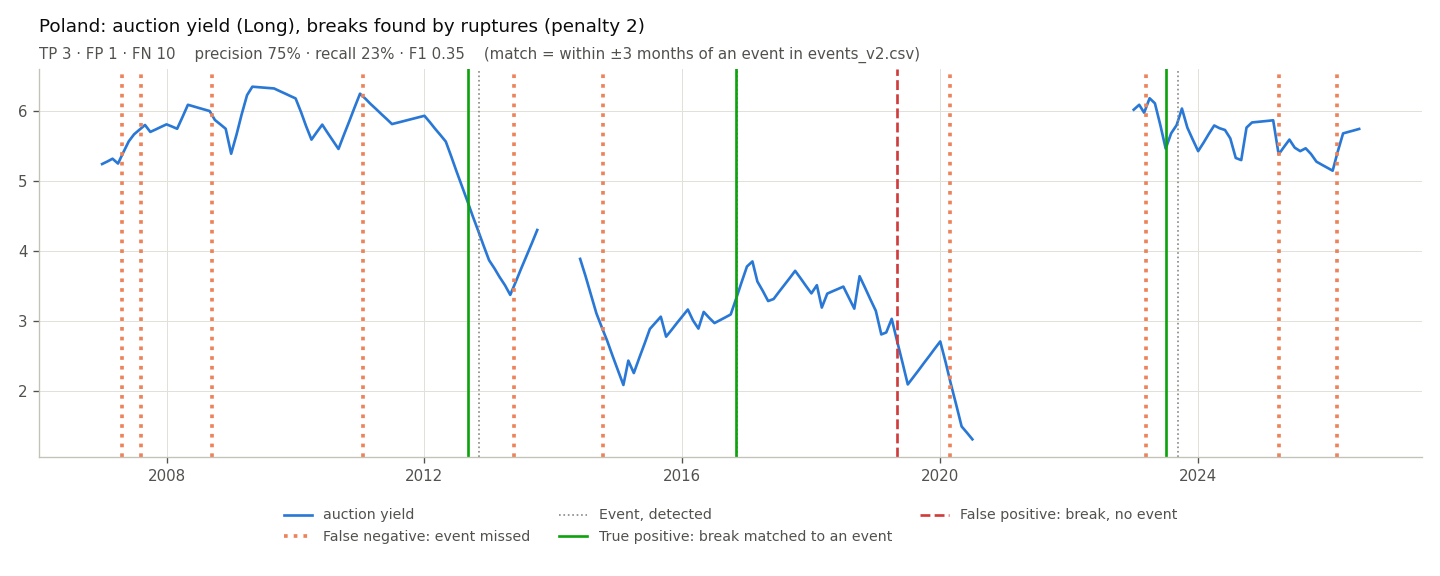 Poland: auction yield (Long), breaks found by ruptures (penalty 2)
TP 3 · FP 1 · FN 10 precision 75% · recall 23% · F1 0.35 (match = within ±3 months of an event in events_v2.csv)
6
5
4
3
2
2008 2012 2016 2020 2024
auction yield Event, detected False positive: break, no event
False negative: event missed True positive: break matched to an event